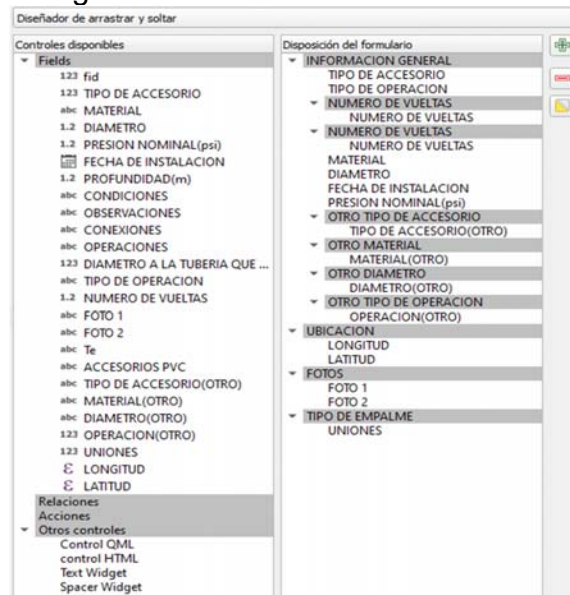 Diseñador de arrastrar y soltar
Controles disponibles
Fields
123 fid
123 TIPO DE ACCESORIO
abc MATERIAL
1.2 DIAMETRO
1.2 PRESION NOMINAL(psi)
FECHA DE INSTALACION
1.2 PROFUNDIDAD(m)
abc CONDICIONES
abc OBSERVACIONES
abc CONEXIONES
abc OPERACIONES
123 DIAMETRO A LA TUBERIA QUE ...
abc TIPO DE OPERACION
1.2 NUMERO DE VUELTAS
abc FOTO 1
abc FOTO 2
abc Te
abc ACCESORIOS PVC
abc TIPO DE ACCESORIO(OTRO)
abc MATERIAL(OTRO)
abc DIAMETRO(OTRO)
123 OPERACION(OTRO)
123 UNIONES
ε LONGITUD
ε LATITUD
Relaciones
Acciones
Otros controles
Control QML
control HTML
Text Widget
Spacer Widget
Disposición del formulario
INFORMACION GENERAL
TIPO DE ACCESORIO
TIPO DE OPERACION
NUMERO DE VUELTAS
NUMERO DE VUELTAS
NUMERO DE VUELTAS
NUMERO DE VUELTAS
MATERIAL
DIAMETRO
FECHA DE INSTALACION
PRESION NOMINAL(psi)
OTRO TIPO DE ACCESORIO
TIPO DE ACCESORIO(OTRO)
OTRO MATERIAL
MATERIAL(OTRO)
OTRO DIAMETRO
DIAMETRO(OTRO)
OTRO TIPO DE OPERACION
OPERACION(OTRO)
UBICACION
LONGITUD
LATITUD
FOTOS
FOTO 1
FOTO 2
TIPO DE EMPALME
UNIONES